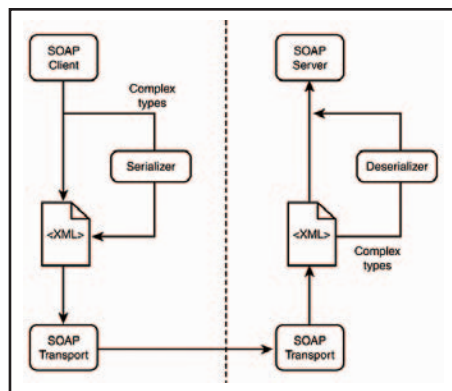 SOAP
Client
Complex
types
Serializer
<XML>
SOAP
Transport
SOAP
Server
Deserializer
<XML>
Complex
types
SOAP
Transport